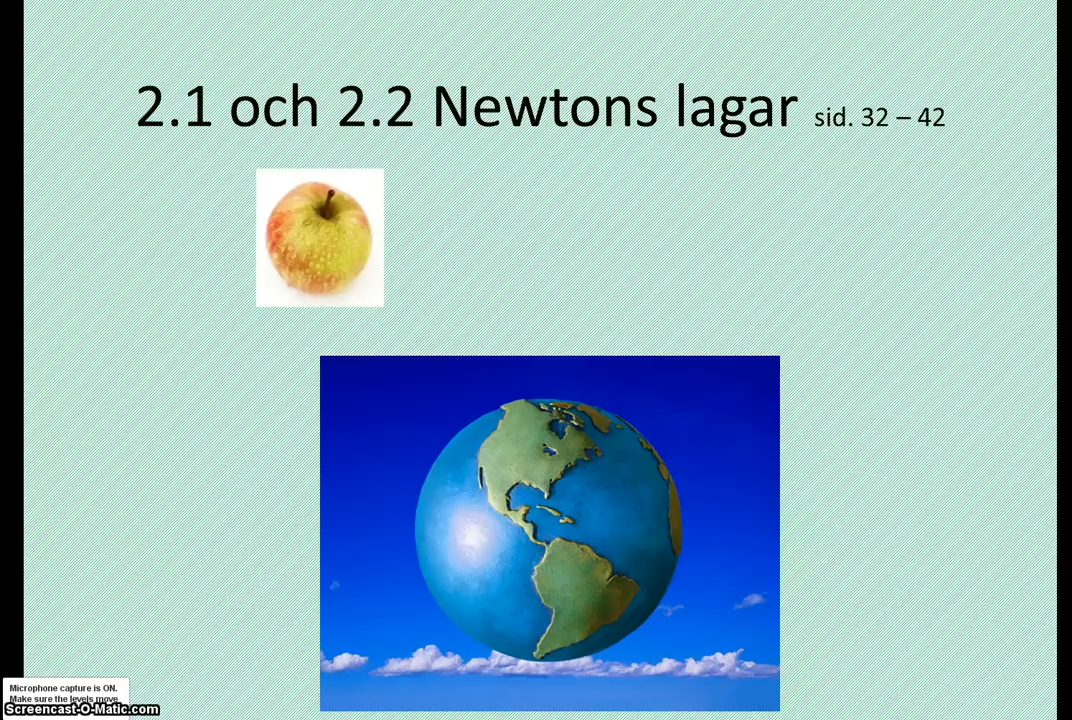 2.1 och 2.2 Newtons lagar sid. 32 – 42
Microphone capture is ON.
Make sure the levels move
Screencast-O-Matic.com